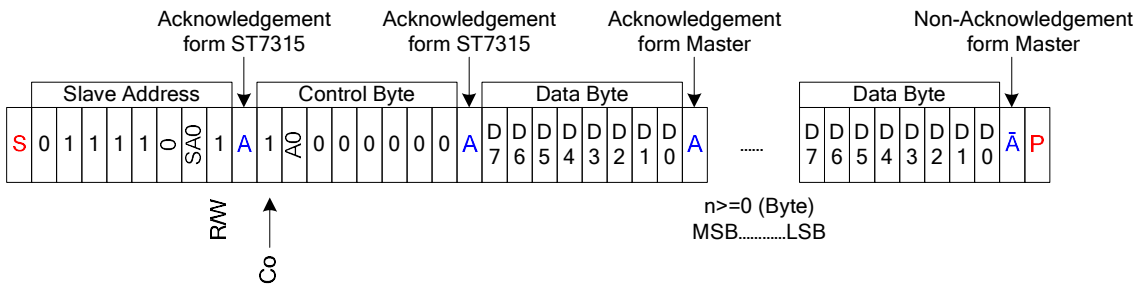 Acknowledgement
form ST7315
Acknowledgement
form ST7315
Acknowledgement
form Master
Non-Acknowledgement
form Master
Slave Address
Control Byte
Data Byte
Data Byte
S 0 1 1 1 1 0 SA0 1 A 1 A0 0 0 0 0 0 0 A D7 D6 D5 D4 D3 D2 D1 D0 A ...... D7 D6 D5 D4 D3 D2 D1 D0 Ā P
R/W
Co
n>=0 (Byte)
MSB............LSB